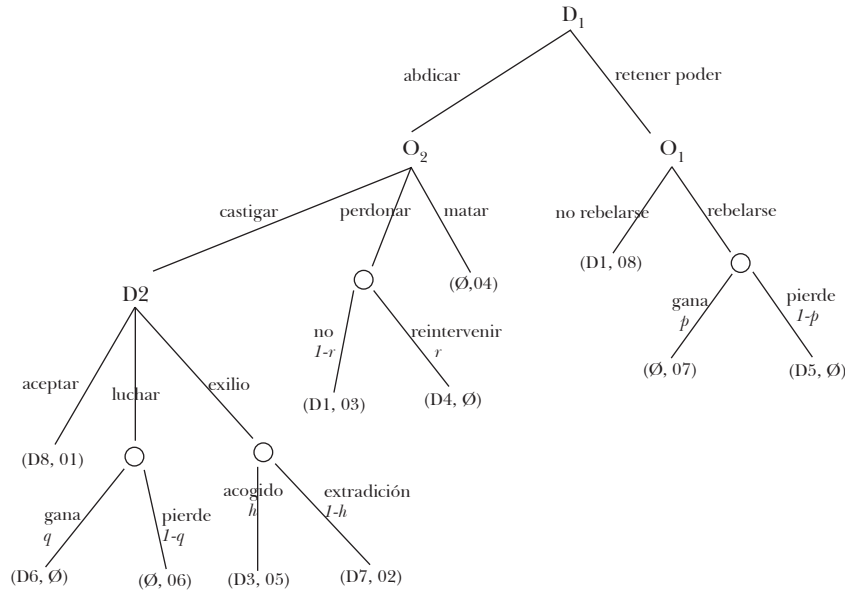 D1
abdicar
retener poder
O2
O1
castigar
perdonar
matar
no rebelarse
rebelarse
D2
(Ø,04)
(D1, 08)
gana
p
pierde
1-p
no
1-r
reintervenir
r
aceptar
luchar
exilio
(D1, 03)
(D4, Ø)
(Ø, 07)
(D5, Ø)
(D8, 01)
gana
q
pierde
1-q
acogido
h
extradición
1-h
(D6, Ø)
(Ø, 06)
(D3, 05)
(D7, 02)